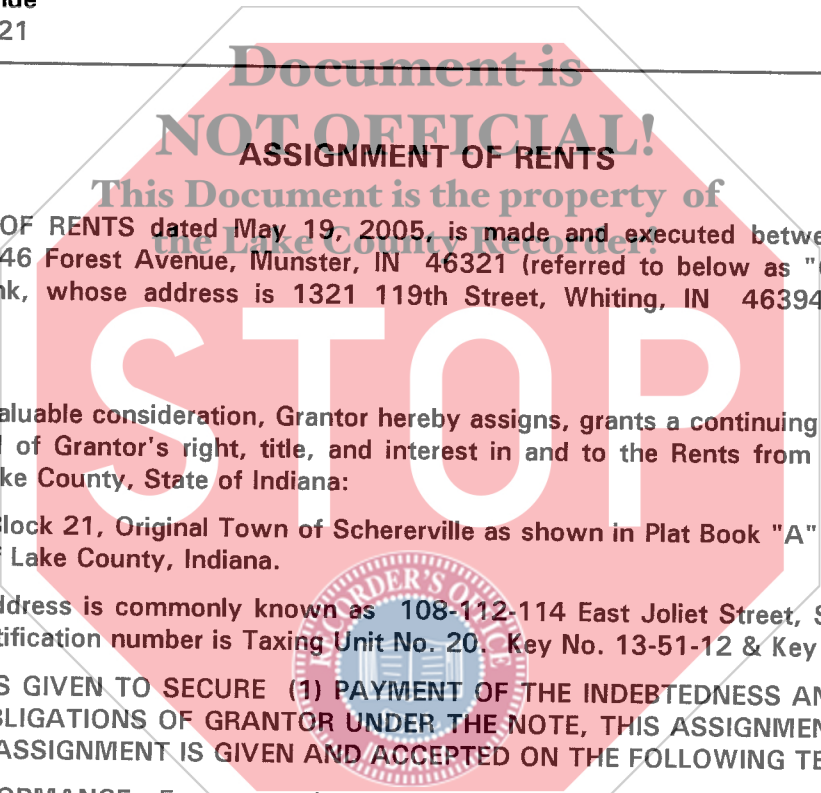 21
Document is
NOT OFFICIAL!
ASSIGNMENT OF RENTS
This Document is the property of
the Lake County Recorder!
OF RENTS dated May 19, 2005, is made and executed betwe
46 Forest Avenue, Munster, IN 46321 (referred to below as "
nk, whose address is 1321 119th Street, Whiting, IN 46394
STOP
aluable consideration, Grantor hereby assigns, grants a continuing
of Grantor's right, title, and interest in and to the Rents from
ke County, State of Indiana:
lock 21, Original Town of Schererville as shown in Plat Book "A"
Lake County, Indiana.
RECORDER'S OFFICE
ddress is commonly known as 108-112-114 East Joliet Street, S
tification number is Taxing Unit No. 20. Key No. 13-51-12 & Key
S GIVEN TO SECURE (1) PAYMENT OF THE INDEBTEDNESS AN
BLIGATIONS OF GRANTOR UNDER THE NOTE, THIS ASSIGNMEN
ASSIGNMENT IS GIVEN AND ACCEPTED ON THE FOLLOWING TE